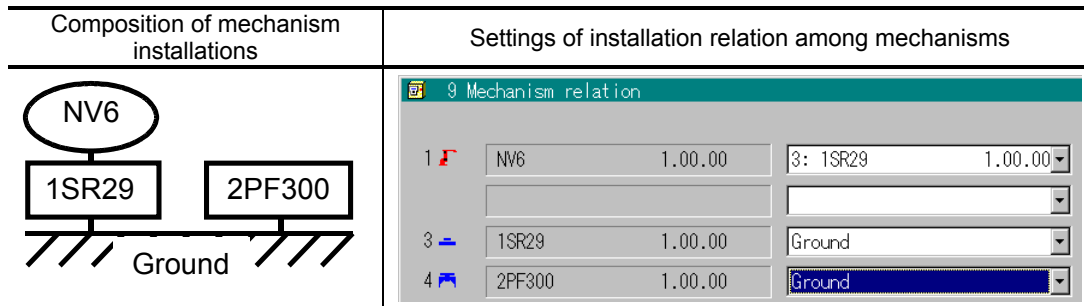 Composition of mechanism
installations
Settings of installation relation among mechanisms
NV6
1SR29
2PF300
Ground
9 Mechanism relation
1 NV6 1.00.00 3: 1SR29 1.00.00
3 1SR29 1.00.00 Ground
4 2PF300 1.00.00 Ground